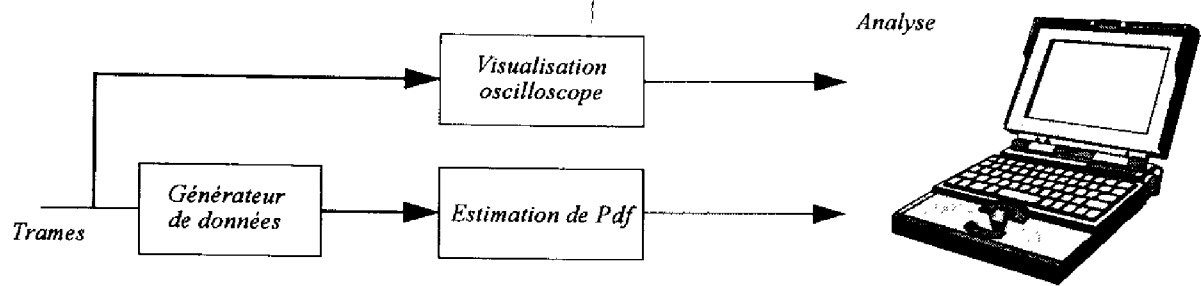 Analyse
Visualisation
oscilloscope
Générateur
de données
Estimation de Pdf
Trames